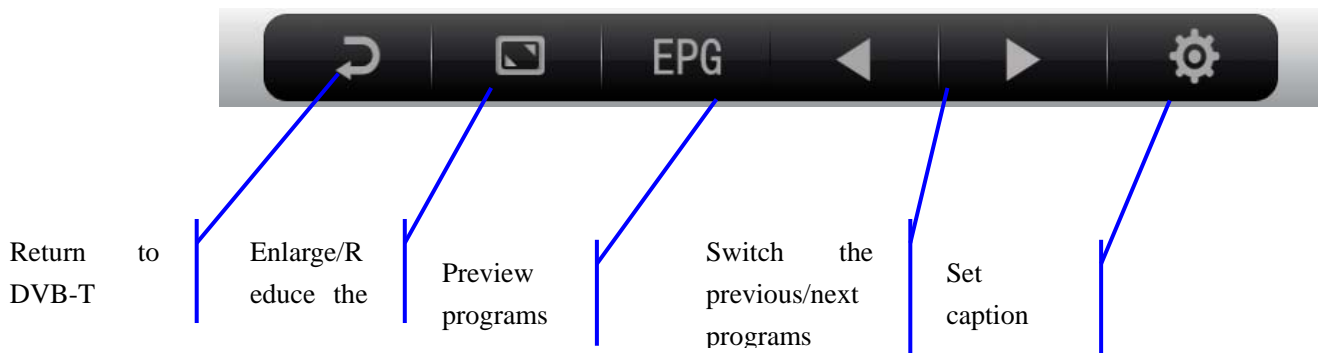 EPG
Return to
DVB-T
Enlarge/R
educe the
Preview
programs
Switch the
previous/next
programs
Set
caption